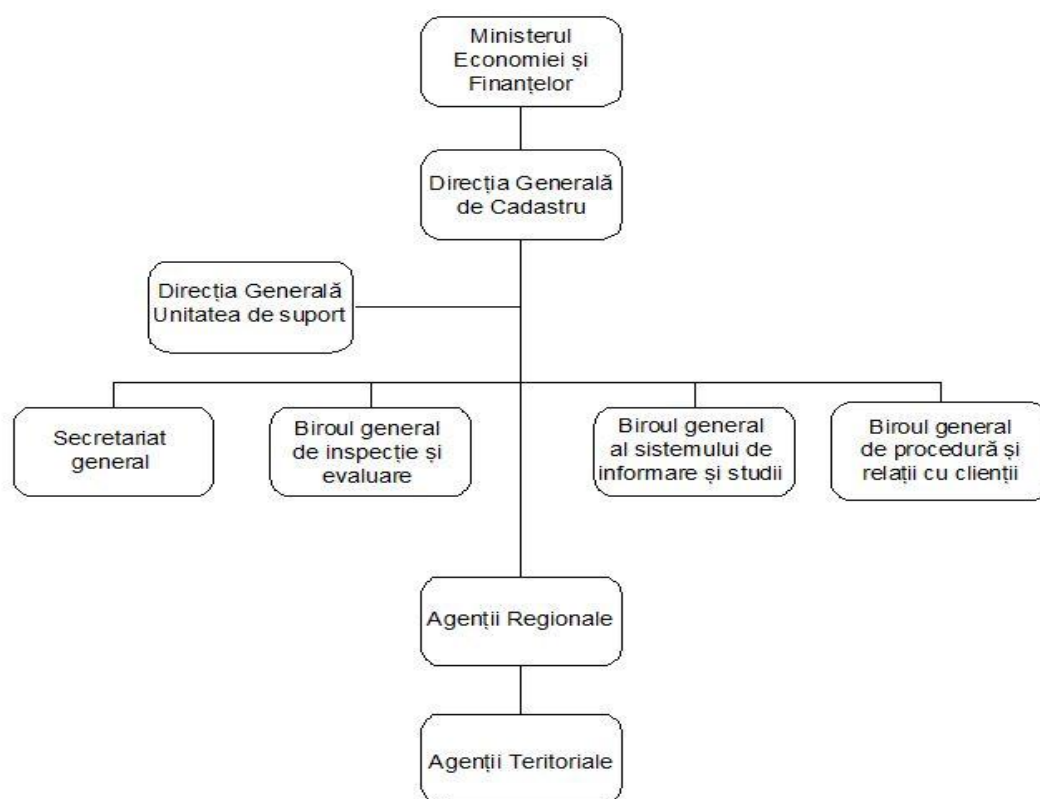 Ministerul
Economiei și
Finanțelor
Direcția Generală
de Cadastru
Direcția Generală
Unitatea de suport
Secretariat
general
Biroul general
de inspecție și
evaluare
Biroul general
al sistemului de
informare și studii
Biroul general
de procedură și
relații cu clienții
Agenții Regionale
Agenții Teritoriale